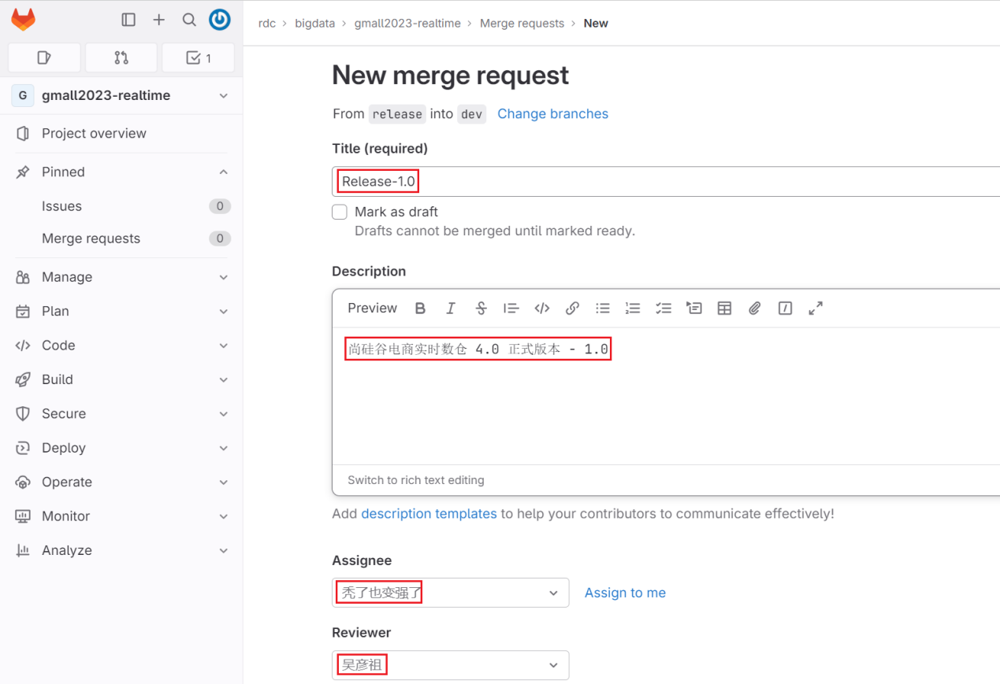 rdc > bigdata > gmall2023-realtime > Merge requests > New
1
G gmall2023-realtime
Project overview
Pinned
Issues 0
Merge requests 0
Manage
Plan
Code
Build
Secure
Deploy
Operate
Monitor
Analyze
New merge request
From release into dev Change branches
Title (required)
Release-1.0
Mark as draft
Drafts cannot be merged until marked ready.
Description
Preview
尚硅谷电商实时数仓 4.0 正式版本 - 1.0
Switch to rich text editing
Add description templates to help your contributors to communicate effectively!
Assignee
秃了也变强了 Assign to me
Reviewer
吴彦祖